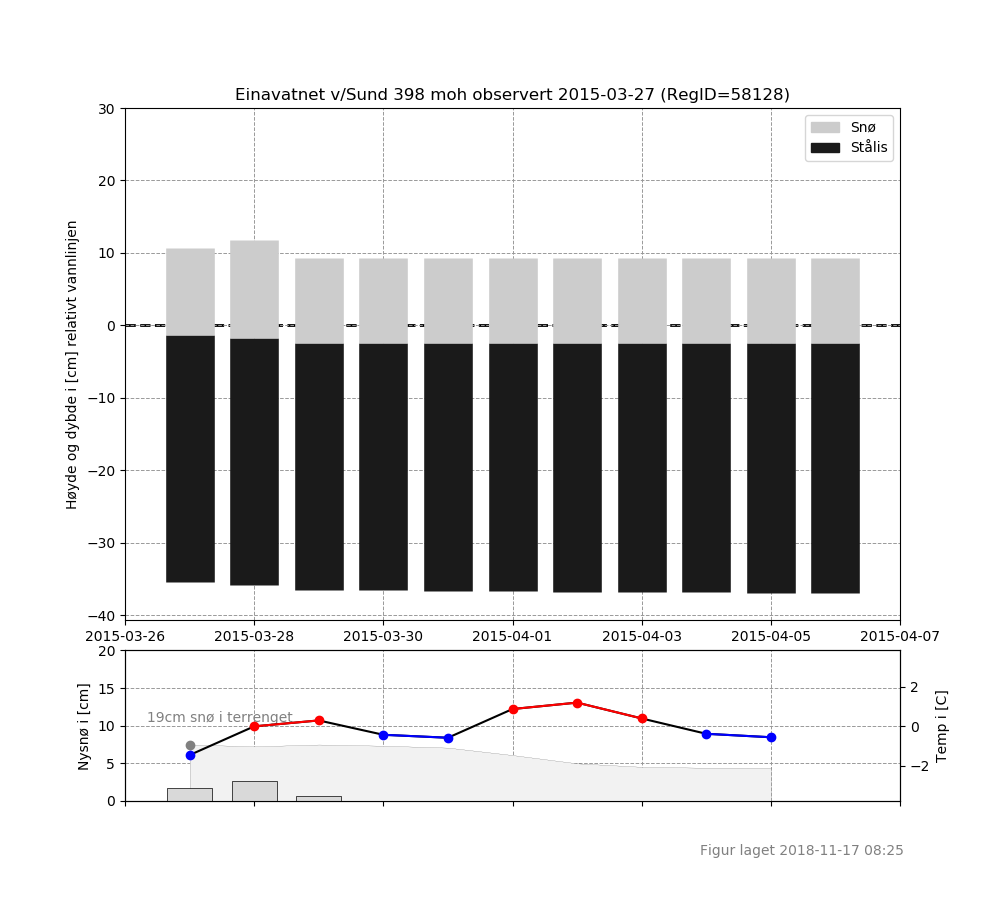 Einavatnet v/Sund 398 moh observert 2015-03-27 (RegID=58128)
Snø
Stålis
Høyde og dybde i [cm] relativt vannlinjen
30
20
10
0
−10
−20
−30
−40
2015-03-26 2015-03-28 2015-03-30 2015-04-01 2015-04-03 2015-04-05 2015-04-07
Nysnø i [cm]
20
15
10
5
0
19cm snø i terrenget
2
0
−2
Temp i [C]
Figur laget 2018-11-17 08:25